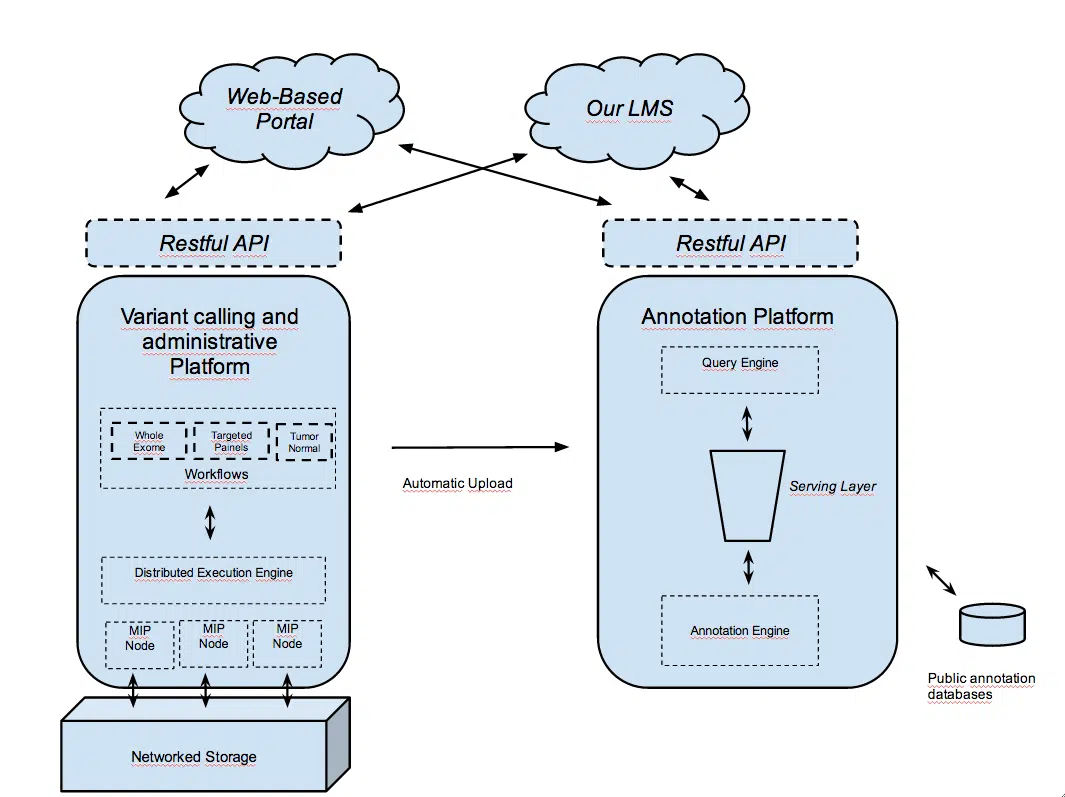 Web-Based
Portal
Our LMS
Restful API
Restful API
Variant calling and
administrative
Platform
Whole
Exome
Targeted
Painels
Tumor
Normal
Workflows
Distributed Execution Engine
MIP
Node
MIP
Node
MIP
Node
Networked Storage
Automatic Upload
Annotation Platform
Query Engine
Serving Layer
Annotation Engine
Public annotation
databases